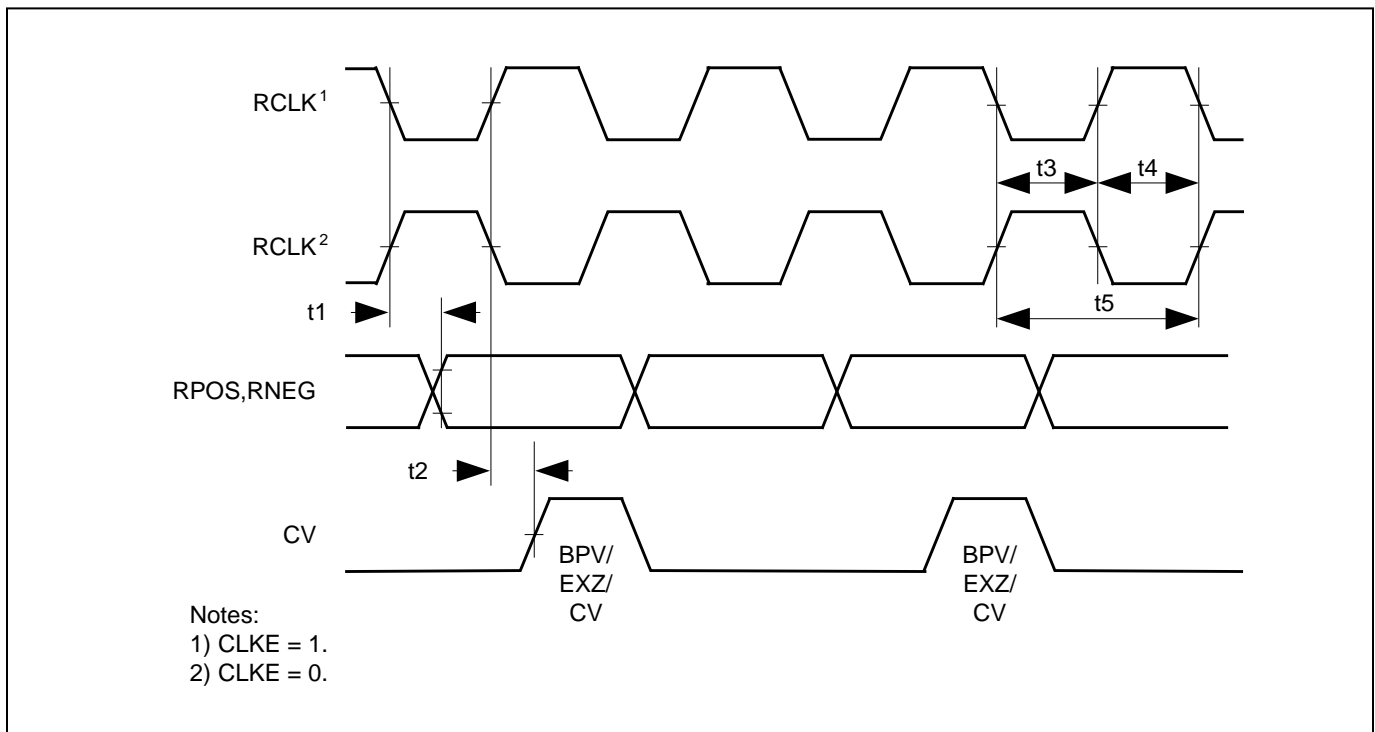 RCLK¹
t3
t4
RCLK²
t1
t5
RPOS,RNEG
t2
CV
BPV/
EXZ/
CV
BPV/
EXZ/
CV
Notes:
1) CLKE = 1.
2) CLKE = 0.